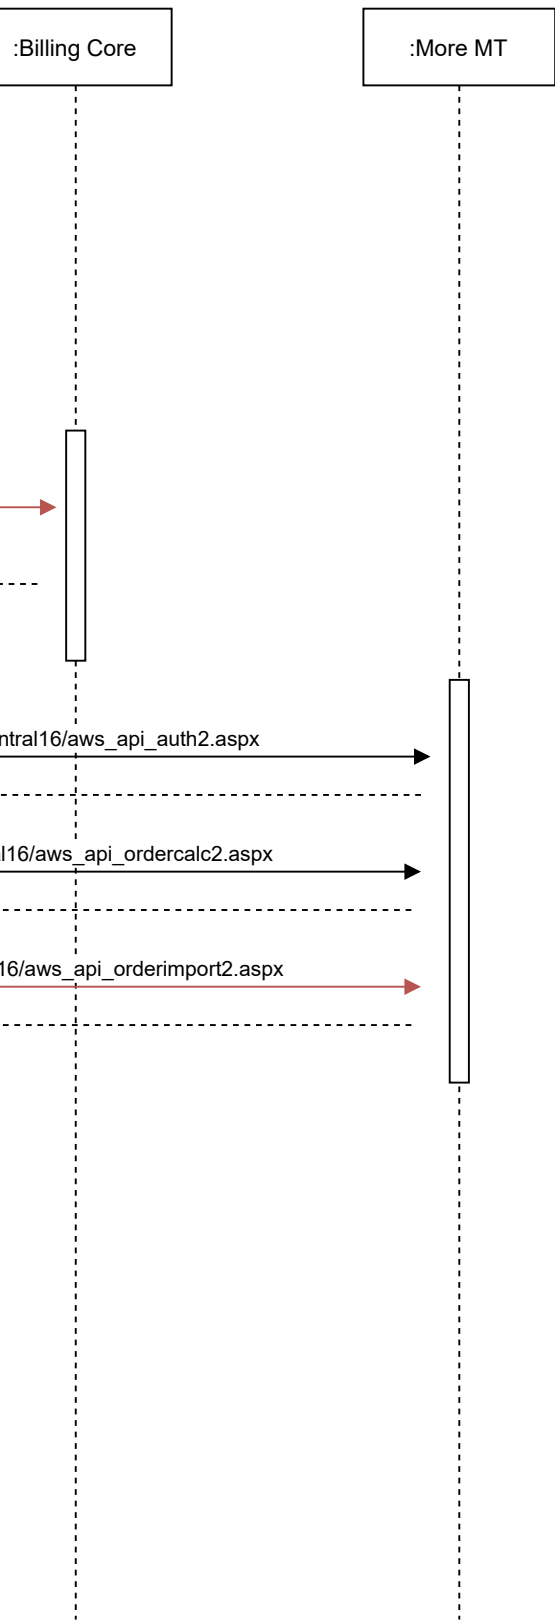 :Billing Core
:More MT
ntral16/aws_api_auth2.aspx
l16/aws_api_ordercalc2.aspx
16/aws_api_orderimport2.aspx